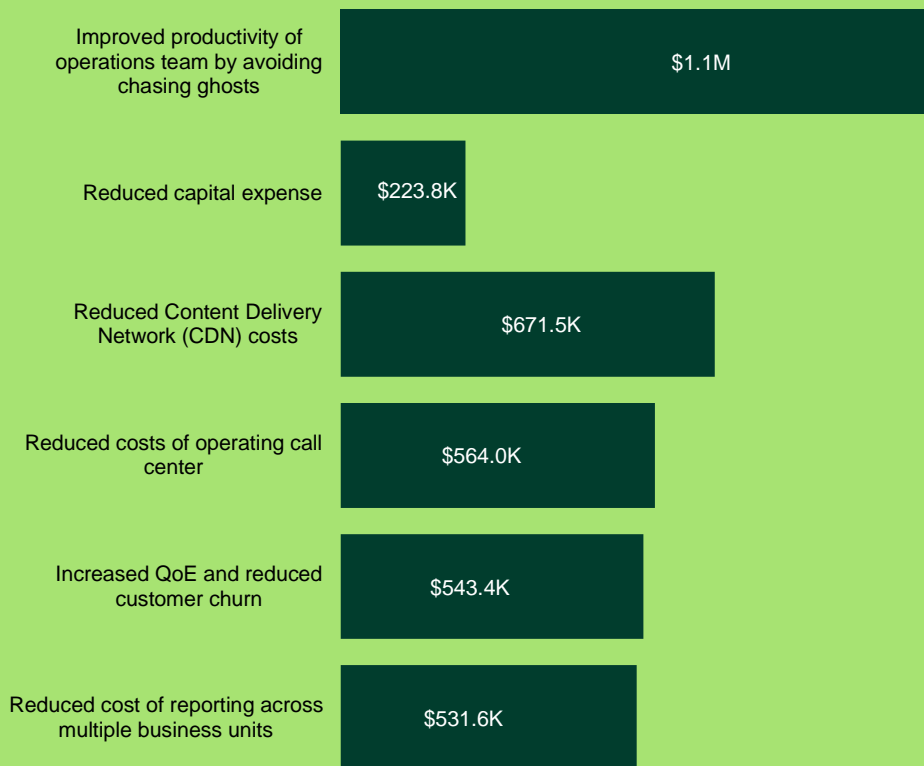 Improved productivity of
operations team by avoiding
chasing ghosts
$1.1M
Reduced capital expense
$223.8K
Reduced Content Delivery
Network (CDN) costs
$671.5K
Reduced costs of operating call
center
$564.0K
Increased QoE and reduced
customer churn
$543.4K
Reduced cost of reporting across
multiple business units
$531.6K